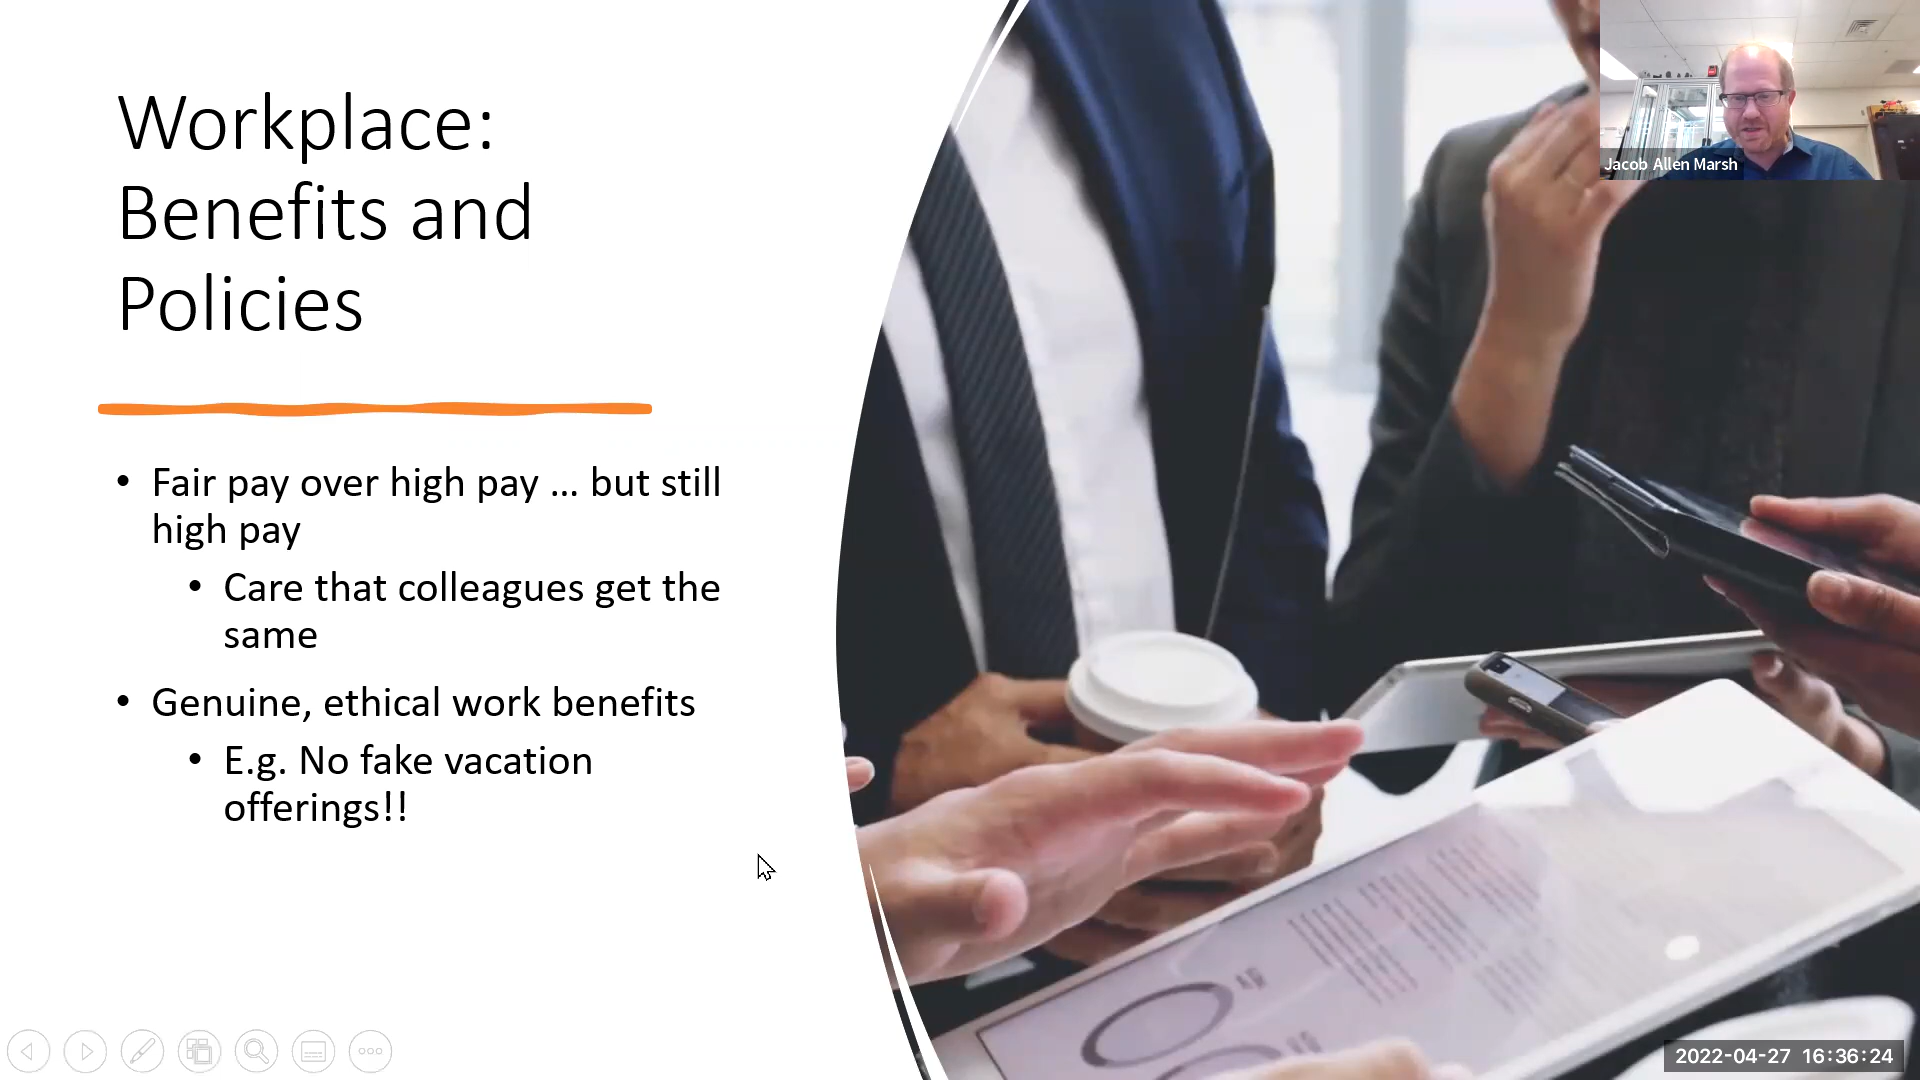 Workplace:
Benefits and
Policies
• Fair pay over high pay ... but still
high pay
• Care that colleagues get the
same
• Genuine, ethical work benefits
• E.g. No fake vacation
offerings!!
Jacob Allen Marsh
2022-04-27 16:36:24